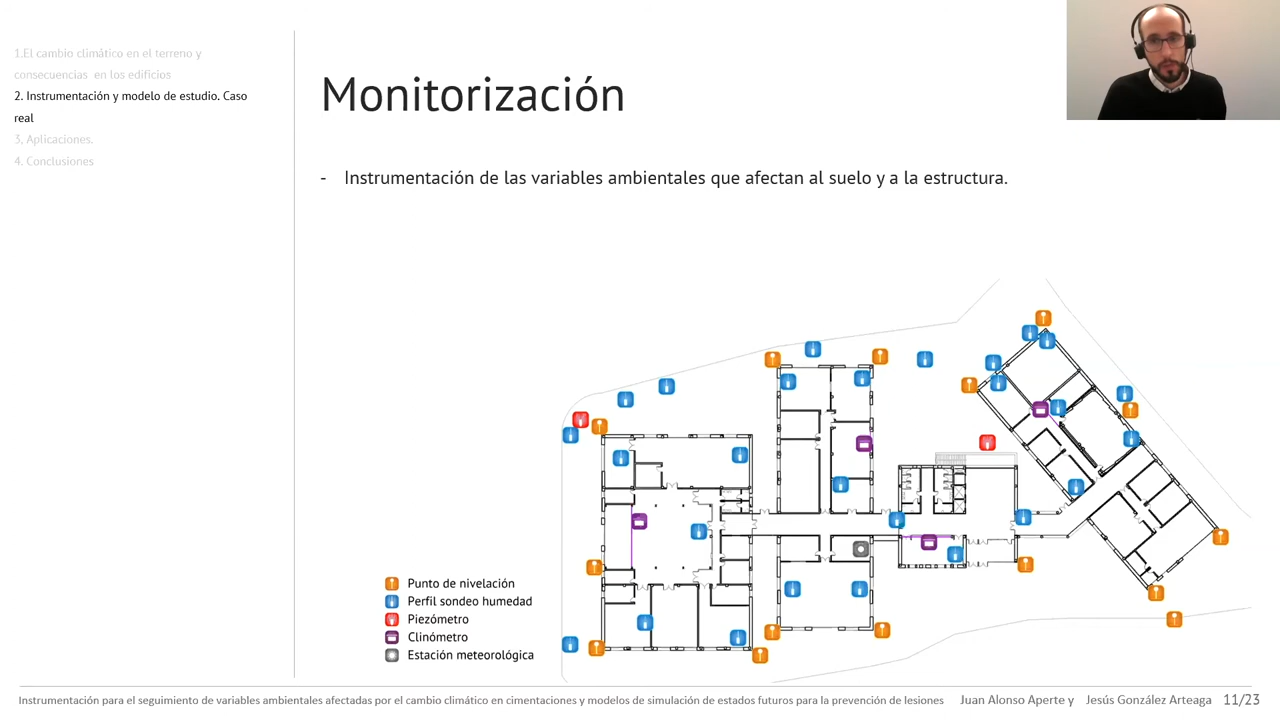 1.El cambio climático en el terreno y
consecuencias en los edificios
2. Instrumentación y modelo de estudio. Caso
real
3. Aplicaciones.
4. Conclusiones
Monitorización
- Instrumentación de las variables ambientales que afectan al suelo y a la estructura.
Punto de nivelación
Perfil sondeo humedad
Piezómetro
Clinómetro
Estación meteorológica
Instrumentación para el seguimiento de variables ambientales afectadas por el cambio climático en cimentaciones y modelos de simulación de estados futuros para la prevención de lesiones Juan Alonso Aperte y Jesús González Arteaga 11/23